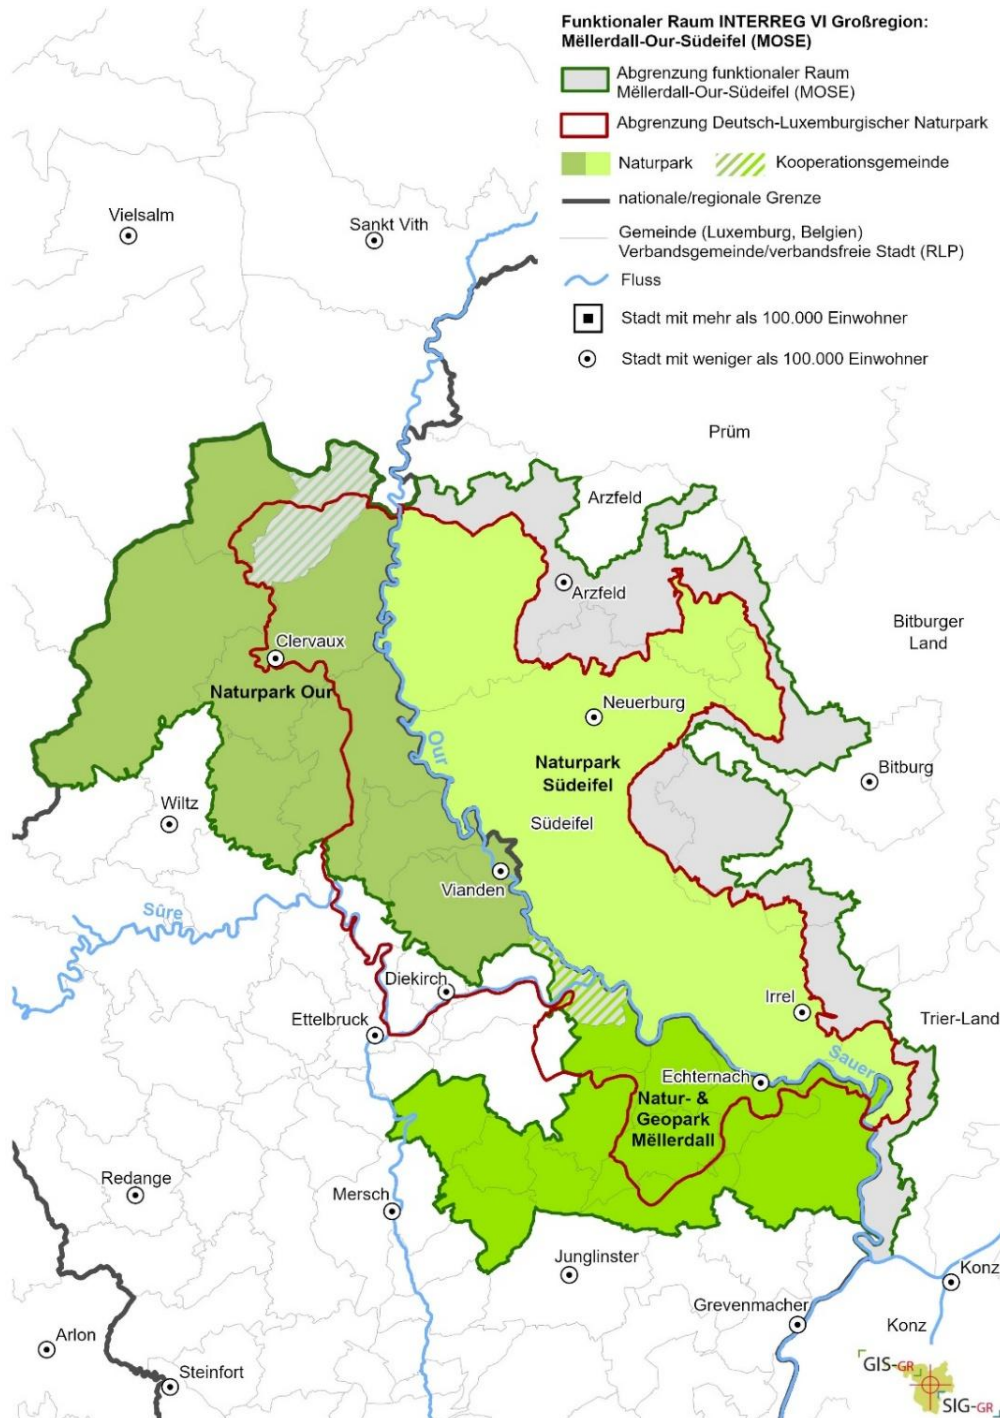 Funktionaler Raum INTERREG VI Großregion:
Mëllerdall-Our-Südeifel (MOSE)
Abgrenzung funktionaler Raum
Mëllerdall-Our-Südeifel (MOSE)
Abgrenzung Deutsch-Luxemburgischer Naturpark
Naturpark
Kooperationsgemeinde
nationale/regionale Grenze
Gemeinde (Luxemburg, Belgien)
Verbandsgemeinde/verbandsfreie Stadt (RLP)
Fluss
Stadt mit mehr als 100.000 Einwohner
Stadt mit weniger als 100.000 Einwohner
Vielsalm
Sankt Vith
Prüm
Arzfeld
Arzfeld
Bitburger
Land
Clervaux
Naturpark Our
Neuerburg
Our
Naturpark
Südeifel
Bitburg
Wiltz
Südeifel
Vianden
Sûre
Diekirch
Irrel
Ettelbruck
Trier-Land
Sauer
Echternach
Natur- &
Geopark
Mëllerdall
Redange
Mersch
Junglinster
Konz
Grevenmacher
Konz
Arlon
Steinfort
GIS-GR
SIG-GR